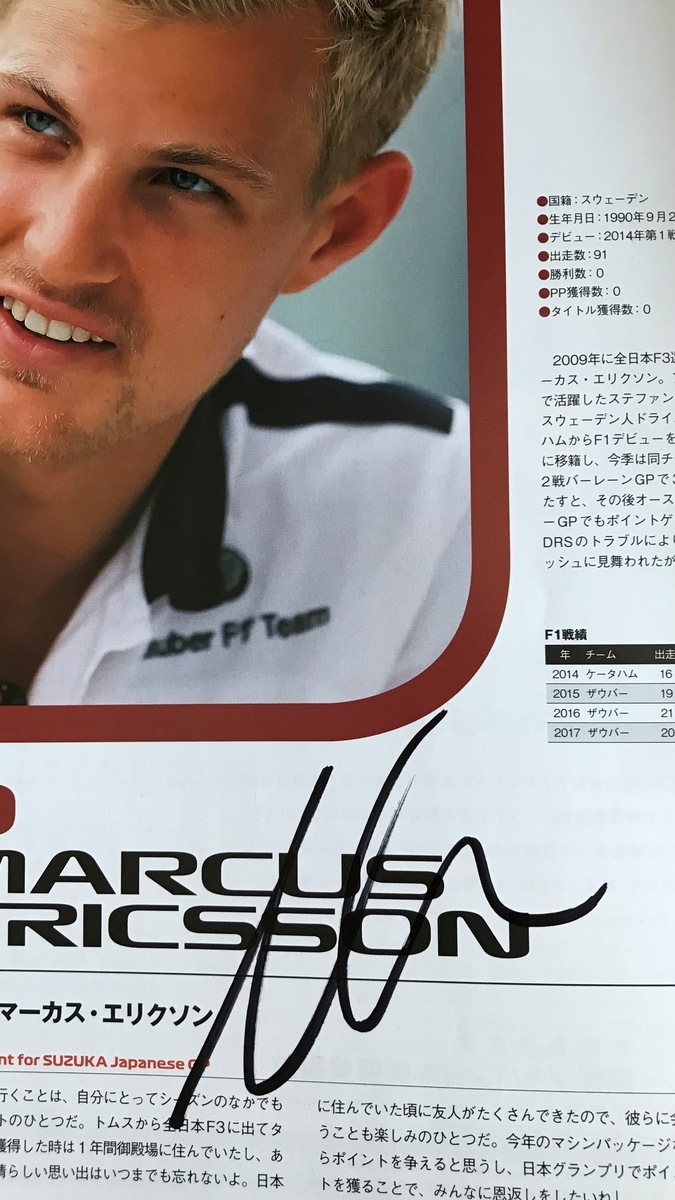 ●国籍：スウェーデン
●生年月日：1990年9月2
●デビュー：2014年第1戦
●出走数：91
●勝利数：0
●PP獲得数：0
●タイトル獲得数：0
2009年に全日本F3選
ーカス・エリクソン。
で活躍したステファン
スウェーデン人ドライ
ハムからF1デビューを
に移籍し、今季は同チ
2戦バーレーンGPで
たすと、その後オース
ーGPでもポイントゲ
DRSのトラブルにより
ッシュに見舞われたが
auber F1 Team
F1戦績
年 チーム 出走
2014 ケータハム 16
2015 ザウバー 19
2016 ザウバー 21
2017 ザウバー 20
MARCUS
RICSSON
マーカス・エリクソン
nt for SUZUKA Japanese GP
行くことは、自分にとってシーズンのなかでも
トのひとつだ。トムスから全日本F3に出てタ
獲得した時は1年間御殿場に住んでいたし、あ
晴らしい思い出はいつまでも忘れないよ。日本
に住んでいた頃に友人がたくさんできたので、彼らに会
うことも楽しみのひとつだ。今年のマシンパッケージな
らポイントを争えると思うし、日本グランプリでポイ
トを獲ることで、みんなに恩返しをしたいね！